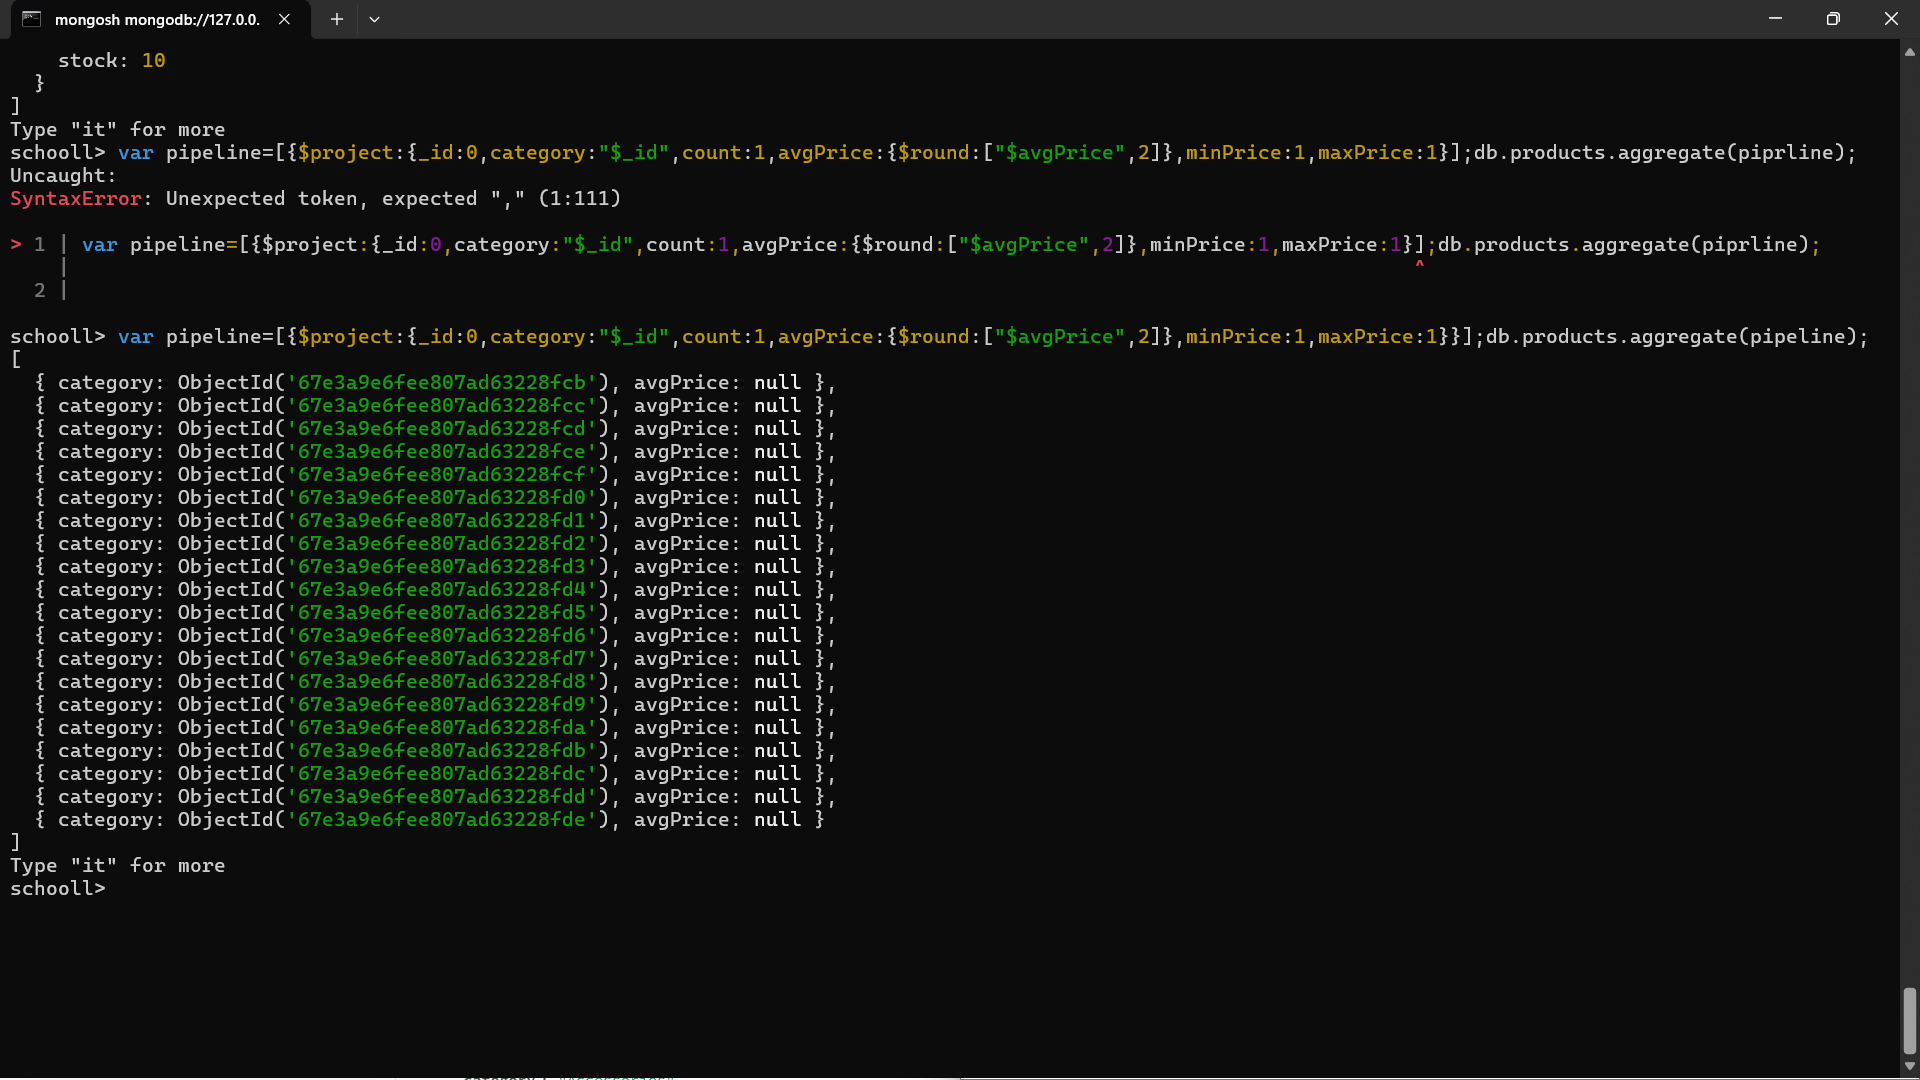 mongosh mongodb://127.0.0.
    stock: 10
  }
]
Type "it" for more
schooll> var pipeline=[{$project:{_id:0,category:"$_id",count:1,avgPrice:{$round:["$avgPrice",2]},minPrice:1,maxPrice:1}];db.products.aggregate(piprline);
Uncaught:
SyntaxError: Unexpected token, expected "," (1:111)
> 1 | var pipeline=[{$project:{_id:0,category:"$_id",count:1,avgPrice:{$round:["$avgPrice",2]},minPrice:1,maxPrice:1}];db.products.aggregate(piprline);
    | ^
  2 |
schooll> var pipeline=[{$project:{_id:0,category:"$_id",count:1,avgPrice:{$round:["$avgPrice",2]},minPrice:1,maxPrice:1}}];db.products.aggregate(pipeline);
[
  { category: ObjectId('67e3a9e6fee807ad63228fcb'), avgPrice: null },
  { category: ObjectId('67e3a9e6fee807ad63228fcc'), avgPrice: null },
  { category: ObjectId('67e3a9e6fee807ad63228fcd'), avgPrice: null },
  { category: ObjectId('67e3a9e6fee807ad63228fce'), avgPrice: null },
  { category: ObjectId('67e3a9e6fee807ad63228fcf'), avgPrice: null },
  { category: ObjectId('67e3a9e6fee807ad63228fd0'), avgPrice: null },
  { category: ObjectId('67e3a9e6fee807ad63228fd1'), avgPrice: null },
  { category: ObjectId('67e3a9e6fee807ad63228fd2'), avgPrice: null },
  { category: ObjectId('67e3a9e6fee807ad63228fd3'), avgPrice: null },
  { category: ObjectId('67e3a9e6fee807ad63228fd4'), avgPrice: null },
  { category: ObjectId('67e3a9e6fee807ad63228fd5'), avgPrice: null },
  { category: ObjectId('67e3a9e6fee807ad63228fd6'), avgPrice: null },
  { category: ObjectId('67e3a9e6fee807ad63228fd7'), avgPrice: null },
  { category: ObjectId('67e3a9e6fee807ad63228fd8'), avgPrice: null },
  { category: ObjectId('67e3a9e6fee807ad63228fd9'), avgPrice: null },
  { category: ObjectId('67e3a9e6fee807ad63228fda'), avgPrice: null },
  { category: ObjectId('67e3a9e6fee807ad63228fdb'), avgPrice: null },
  { category: ObjectId('67e3a9e6fee807ad63228fdc'), avgPrice: null },
  { category: ObjectId('67e3a9e6fee807ad63228fdd'), avgPrice: null },
  { category: ObjectId('67e3a9e6fee807ad63228fde'), avgPrice: null }
]
Type "it" for more
schooll>